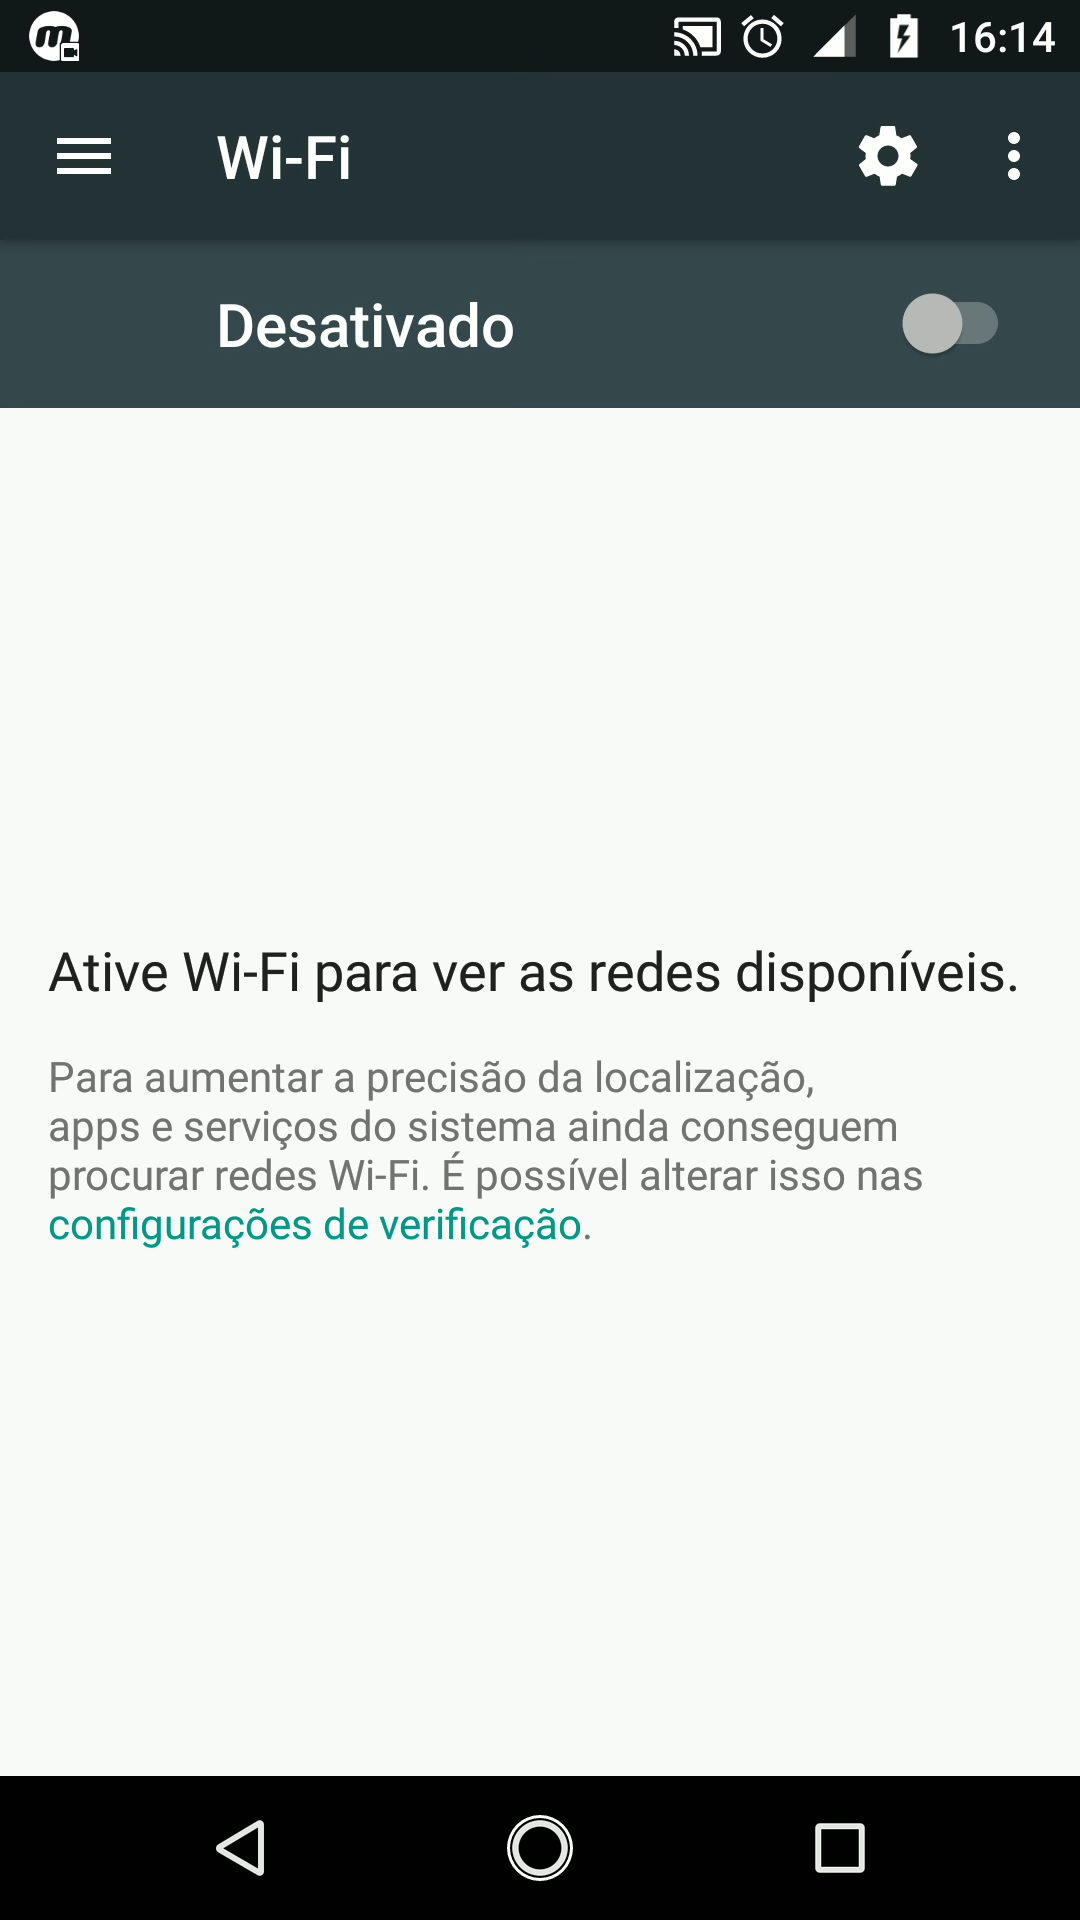 16:14
Wi-Fi
Desativado
Ative Wi-Fi para ver as redes disponíveis.
Para aumentar a precisão da localização,
apps e serviços do sistema ainda conseguem
procurar redes Wi-Fi. É possível alterar isso nas
configurações de verificação.